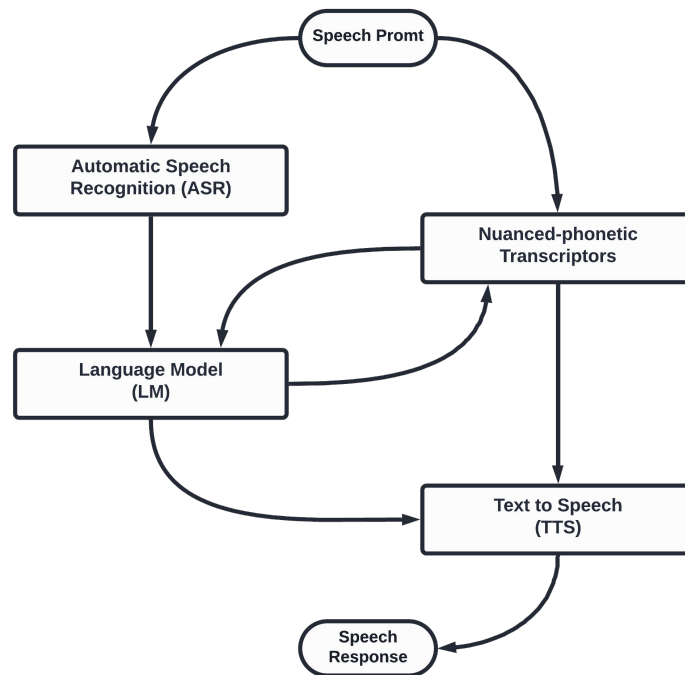 Speech Promt
Automatic Speech
Recognition (ASR)
Nuanced-phonetic
Transcriptors
Language Model
(LM)
Text to Speech
(TTS)
Speech
Response